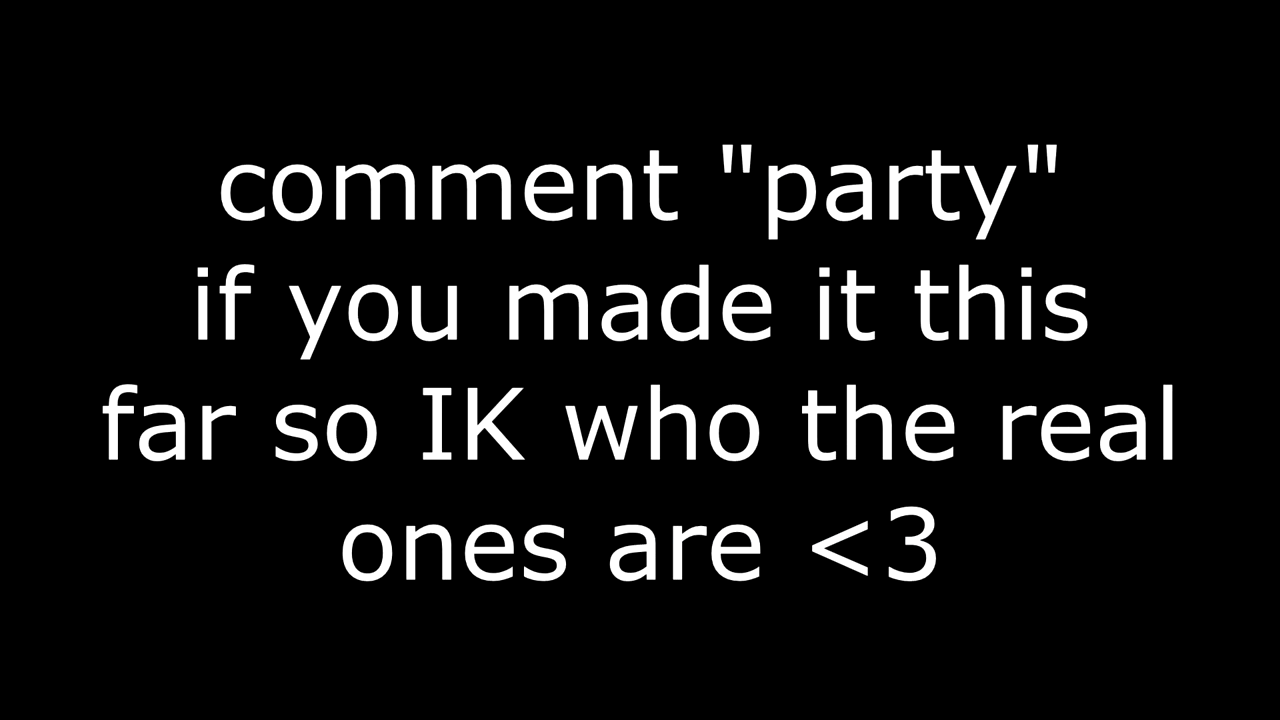 comment "party"
if you made it this
far so IK who the real
ones are <3